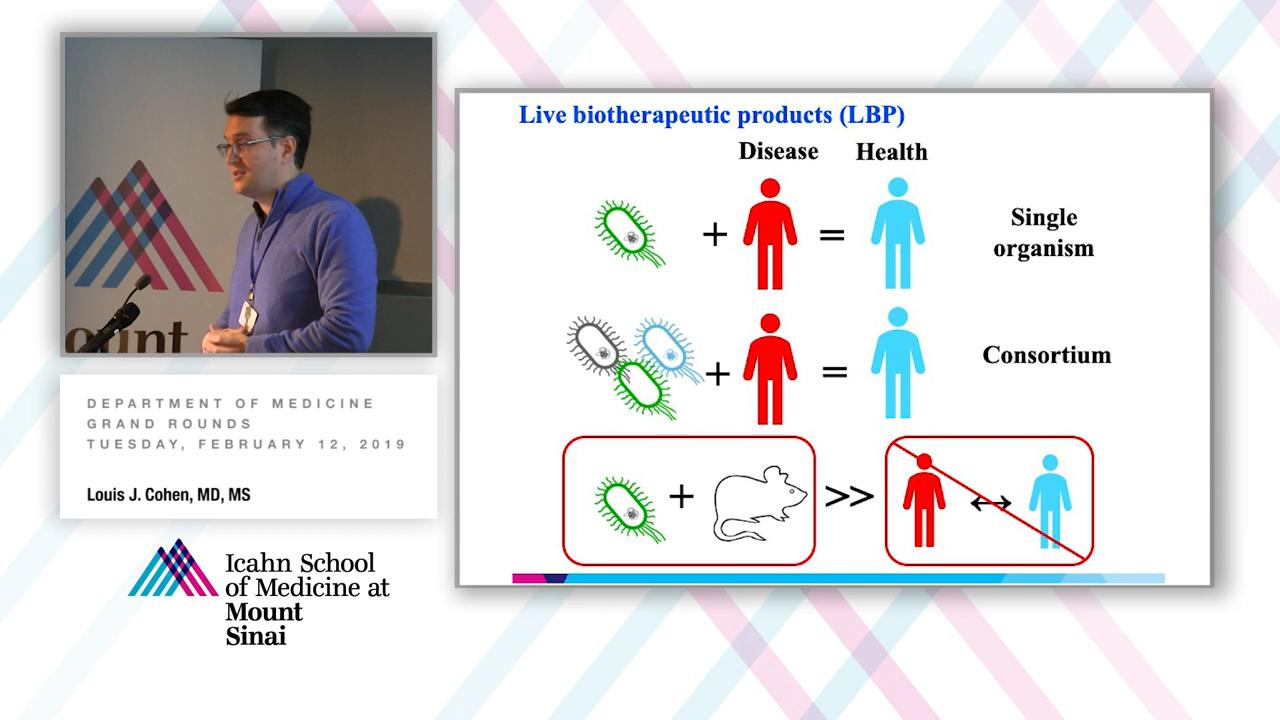 ount
DEPARTMENT OF MEDICINE
GRAND ROUNDS
TUESDAY, FEBRUARY 12, 2019
Louis J. Cohen, MD, MS
Icahn School
of Medicine at
Mount
Sinai
Live biotherapeutic products (LBP)
Disease Health
+ =
Single
organism
+ =
Consortium
+ >> ↔